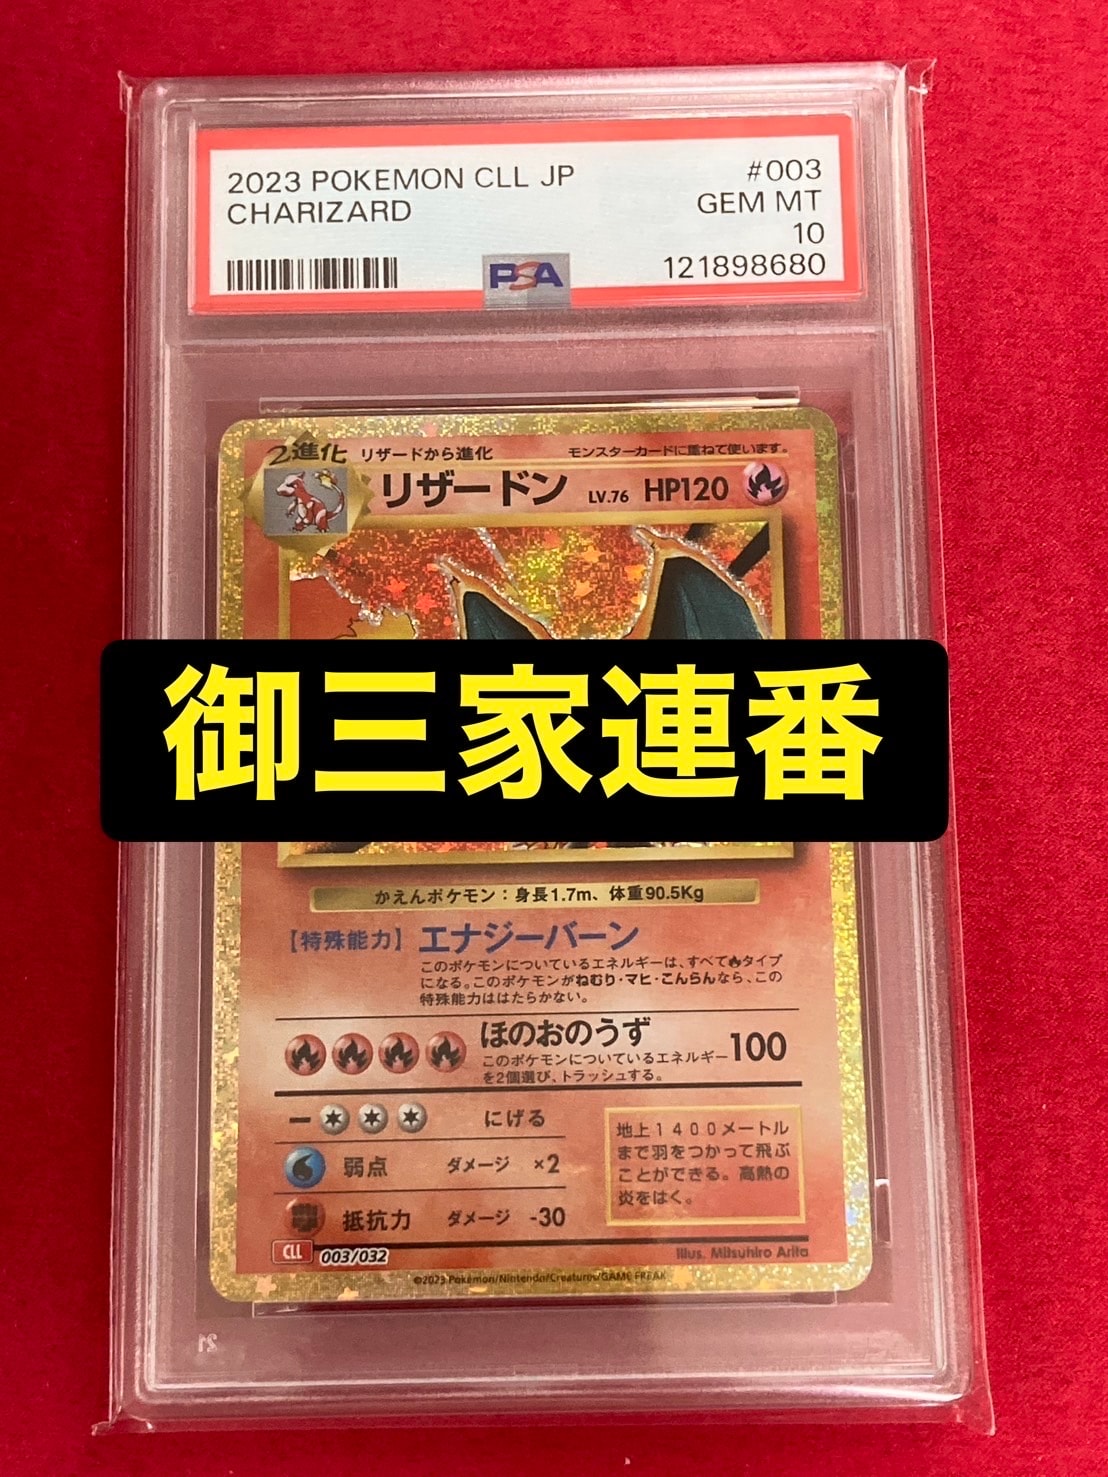 2023 POKEMON CLL JP #003
CHARIZARD GEM MT
10
PSA 121898680
2進化 リザードから進化 モンスターカードに重ねて使います。
リザードン LV.76 HP120
御三家連番
かえんポケモン：身長1.7m、体重90.5Kg
【特殊能力】エナジーバーン
このポケモンについているエネルギーは、すべてタイプ
になる。このポケモンがねむり・マヒ・こんらんなら、この
特殊能力ははたらかない。
ほのおのうず 100
このポケモンについているエネルギー
を2個選び、トラッシュする。
にげる
弱点 ダメージ ×2
抵抗力 ダメージ -30
地上1400メートル
まで羽をつかって飛ぶ
ことができる。高熱の
炎をはく。
CLL 003/032
Illus. Mitsuhiro Arita
©2023 Pokémon/Nintendo/Creatures/GAME FREAK
21